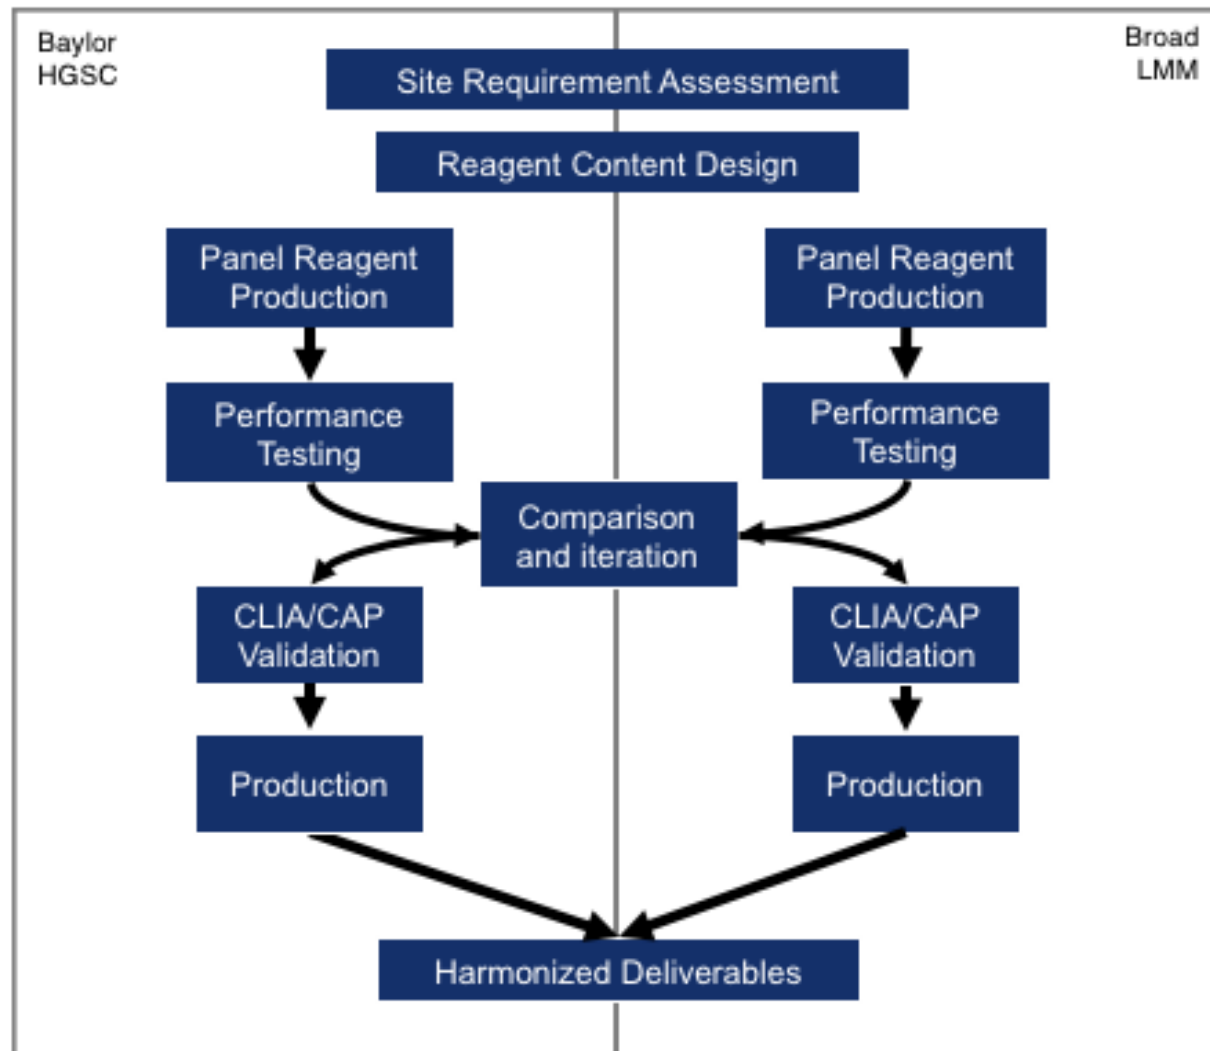 Baylor
HGSC
Broad
LMM
Site Requirement Assessment
Reagent Content Design
Panel Reagent
Production
Panel Reagent
Production
Performance
Testing
Performance
Testing
Comparison
and iteration
CLIA/CAP
Validation
CLIA/CAP
Validation
Production
Production
Harmonized Deliverables